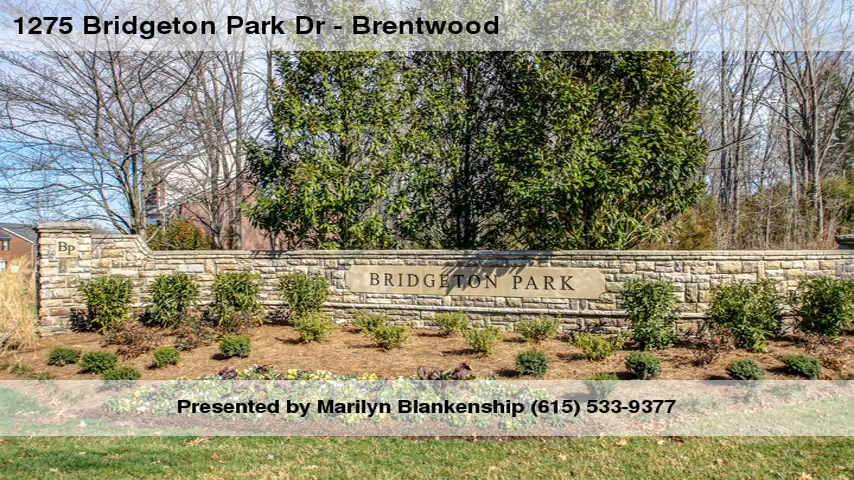 1275 Bridgeton Park Dr - Brentwood
BP
BRIDGETON PARK
Presented by Marilyn Blankenship (615) 533-9377